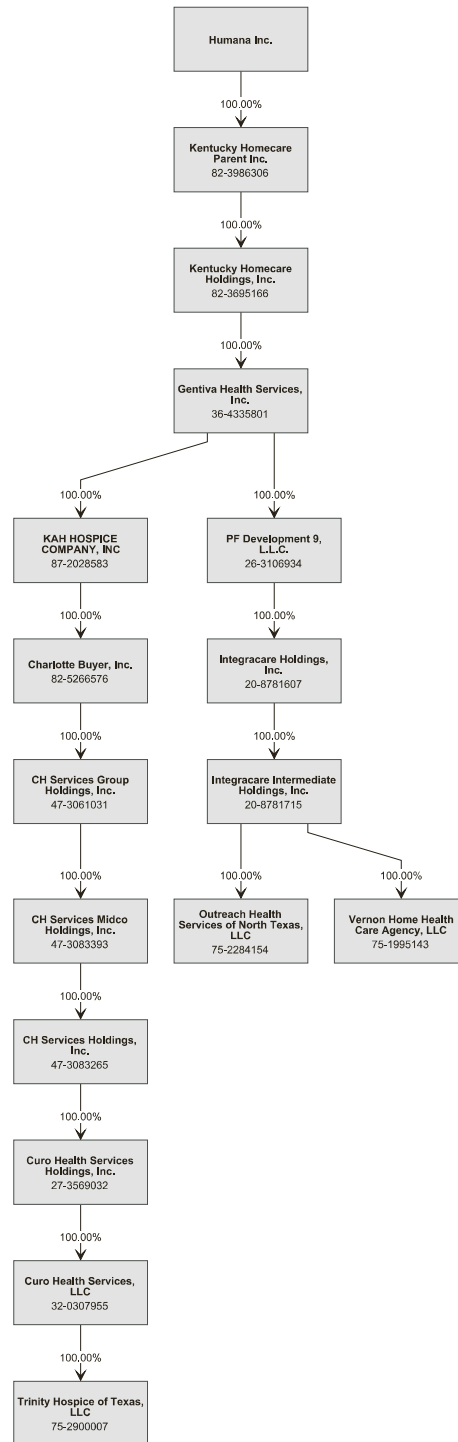 Humana Inc.
100.00%
Kentucky Homecare
Parent Inc.
82-3986306
100.00%
Kentucky Homecare
Holdings, Inc.
82-3695166
100.00%
Gentiva Health Services,
Inc.
36-4335801
100.00%
100.00%
KAH HOSPICE
COMPANY, INC
87-2028583
PF Development 9,
L.L.C.
26-3106934
100.00%
100.00%
Charlotte Buyer, Inc.
82-5266576
Integracare Holdings,
Inc.
20-8781607
100.00%
100.00%
CH Services Group
Holdings, Inc.
47-3061031
Integracare Intermediate
Holdings, Inc.
20-8781715
100.00%
100.00%
100.00%
CH Services Midco
Holdings, Inc.
47-3083393
Outreach Health
Services of North Texas,
LLC
75-2284154
Vernon Home Health
Care Agency, LLC
75-1995143
100.00%
CH Services Holdings,
Inc.
47-3083265
100.00%
Curo Health Services
Holdings, Inc.
27-3569032
100.00%
Curo Health Services,
LLC
32-0307955
100.00%
Trinity Hospice of Texas,
LLC
75-2900007